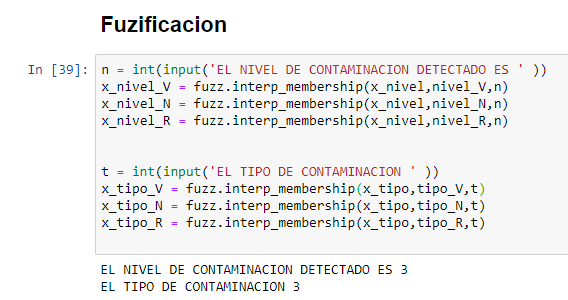 Fuzificacion
In [39]: n = int(input('EL NIVEL DE CONTAMINACION DETECTADO ES ' ))
x_nivel_V = fuzz.interp_membership(x_nivel,nivel_V,n)
x_nivel_N = fuzz.interp_membership(x_nivel,nivel_N,n)
x_nivel_R = fuzz.interp_membership(x_nivel,nivel_R,n)
t = int(input('EL TIPO DE CONTAMINACION ' ))
x_tipo_V = fuzz.interp_membership(x_tipo,tipo_V,t)
x_tipo_N = fuzz.interp_membership(x_tipo,tipo_N,t)
x_tipo_R = fuzz.interp_membership(x_tipo,tipo_R,t)
EL NIVEL DE CONTAMINACION DETECTADO ES 3
EL TIPO DE CONTAMINACION 3